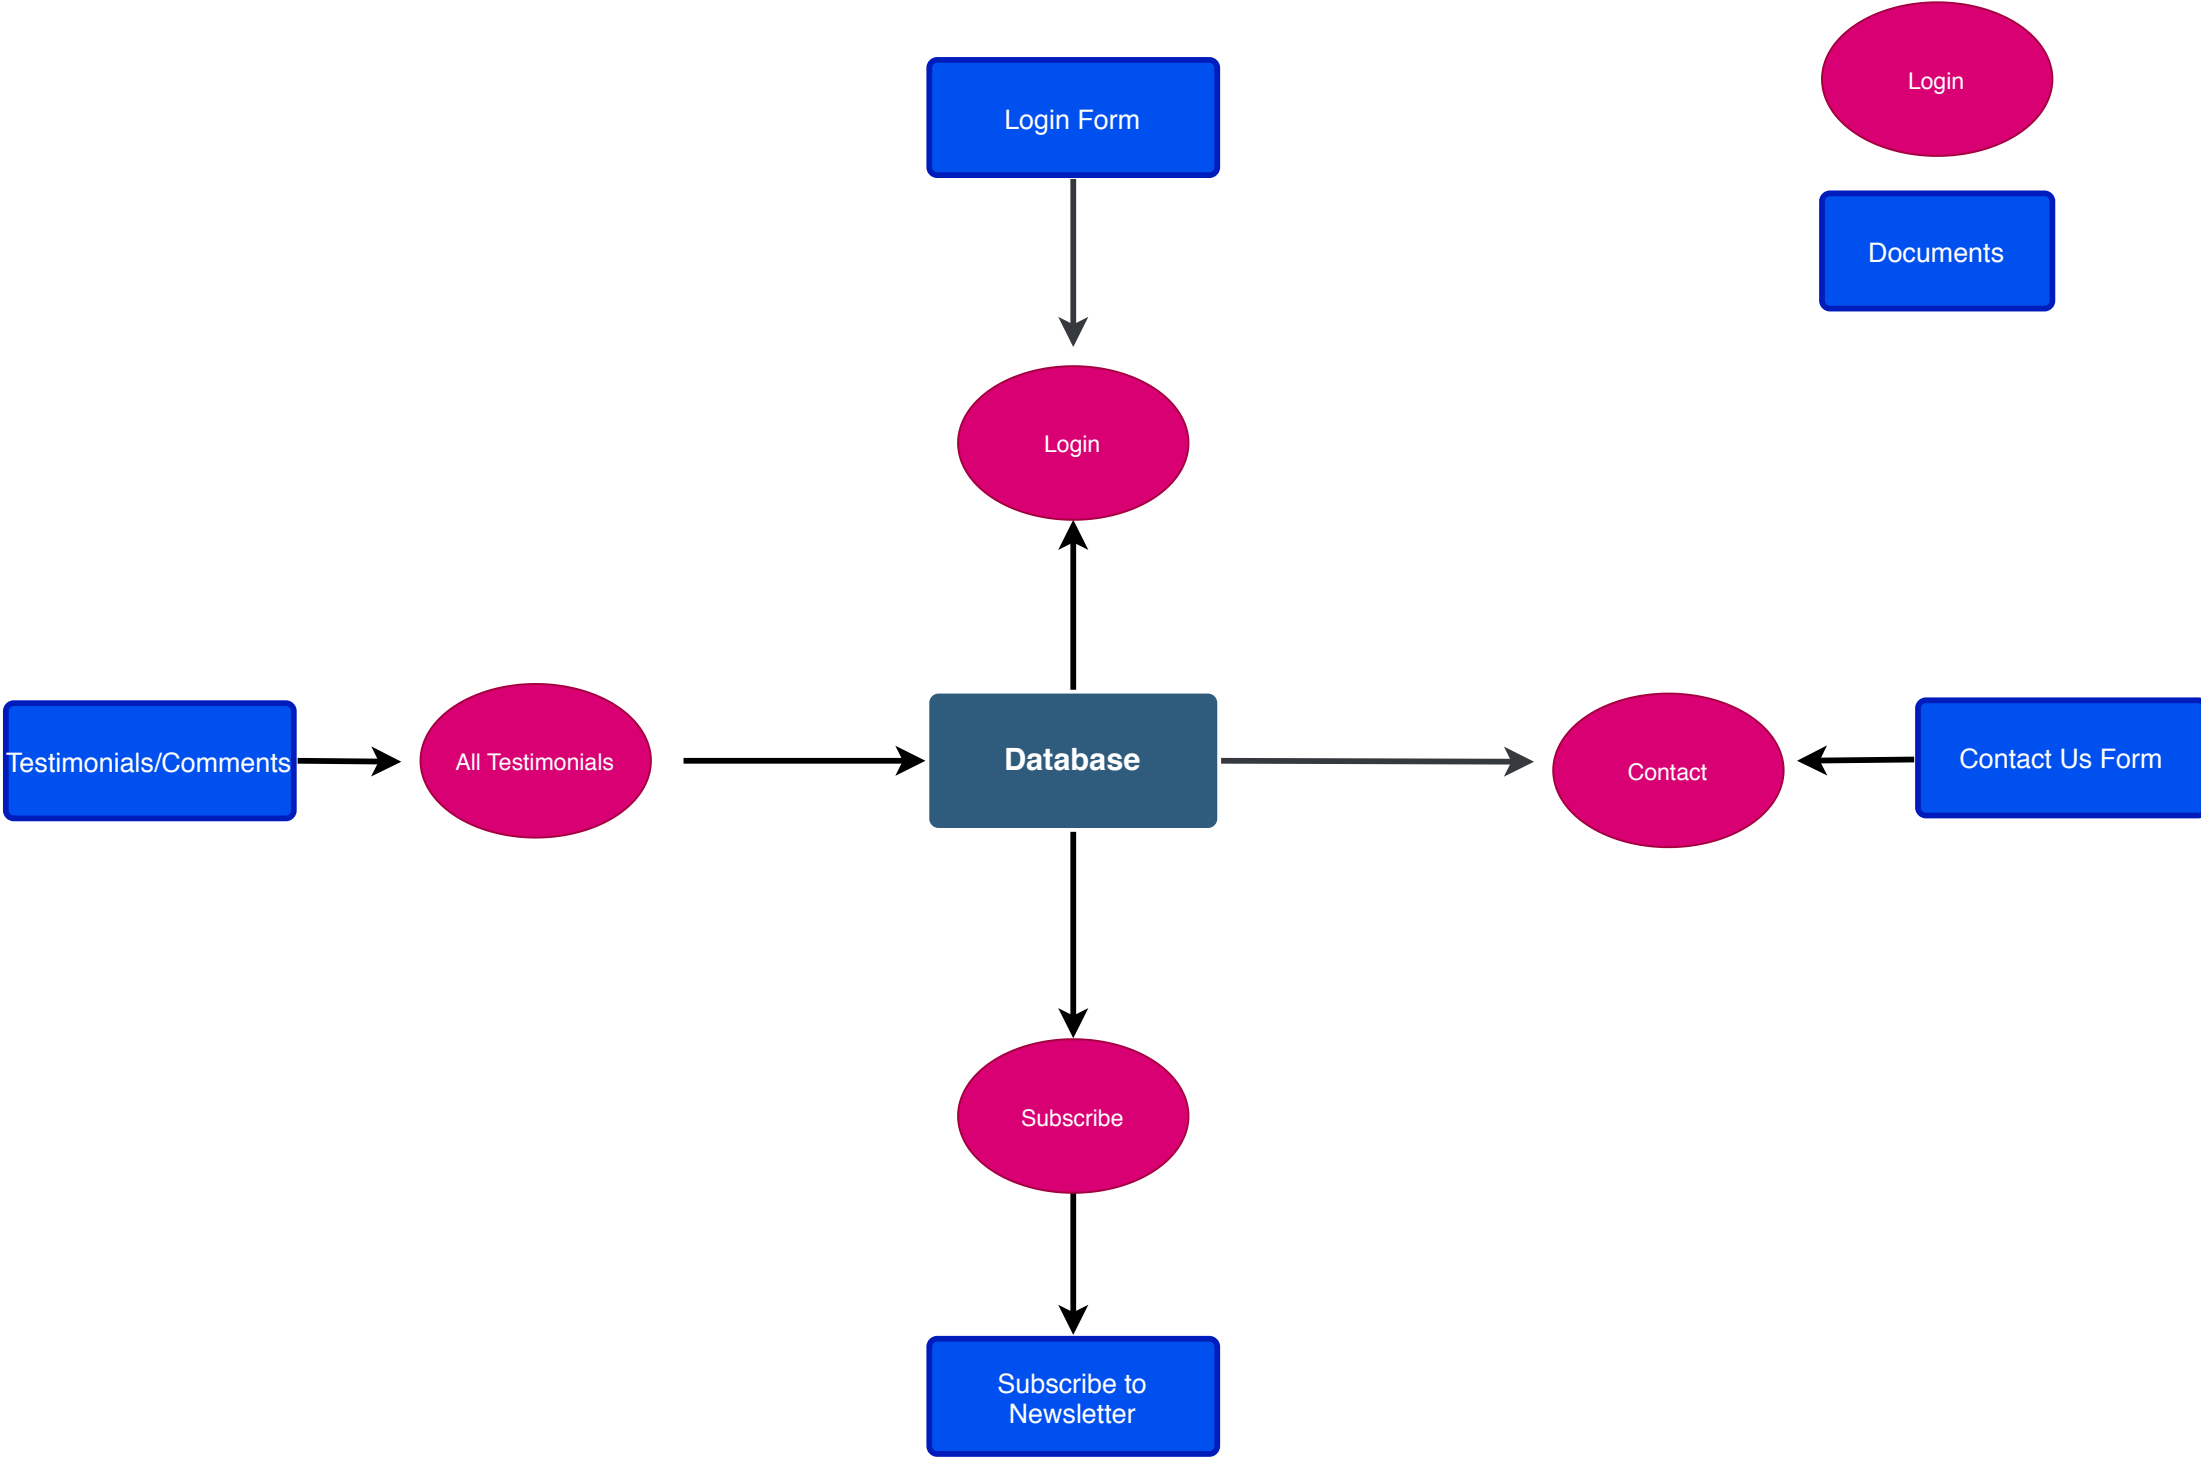 Login
Login Form
Documents
Login
Testimonials/Comments
All Testimonials
Database
Contact
Contact Us Form
Subscribe
Subscribe to
Newsletter